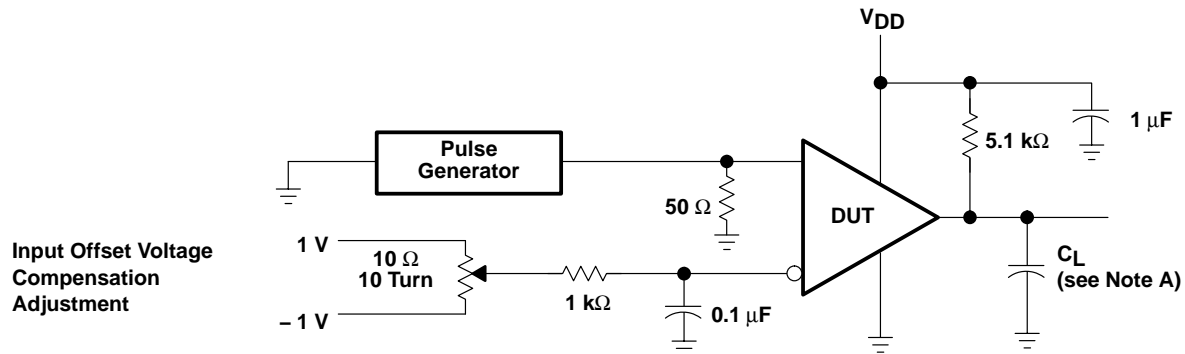 VDD
Pulse
Generator
1 μF
5.1 kΩ
50 Ω
DUT
Input Offset Voltage
Compensation
Adjustment
1 V
10 Ω
10 Turn
– 1 V
1 kΩ
0.1 μF
CL
(see Note A)